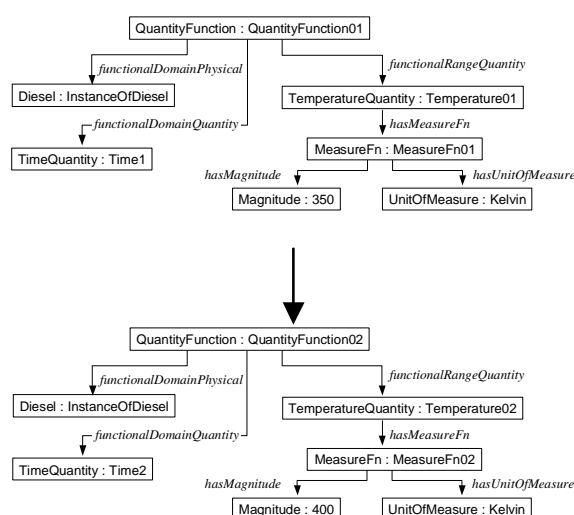 QuantityFunction : QuantityFunction01
functionalDomainPhysical
functionalRangeQuantity
Diesel : InstanceOfDiesel
TemperatureQuantity : Temperature01
functionalDomainQuantity
hasMeasureFn
TimeQuantity : Time1
MeasureFn : MeasureFn01
hasMagnitude
hasUnitOfMeasure
Magnitude : 350
UnitOfMeasure : Kelvin
QuantityFunction : QuantityFunction02
functionalDomainPhysical
functionalRangeQuantity
Diesel : InstanceOfDiesel
TemperatureQuantity : Temperature02
functionalDomainQuantity
hasMeasureFn
TimeQuantity : Time2
MeasureFn : MeasureFn02
hasMagnitude
hasUnitOfMeasure
Magnitude : 400
UnitOfMeasure : Kelvin